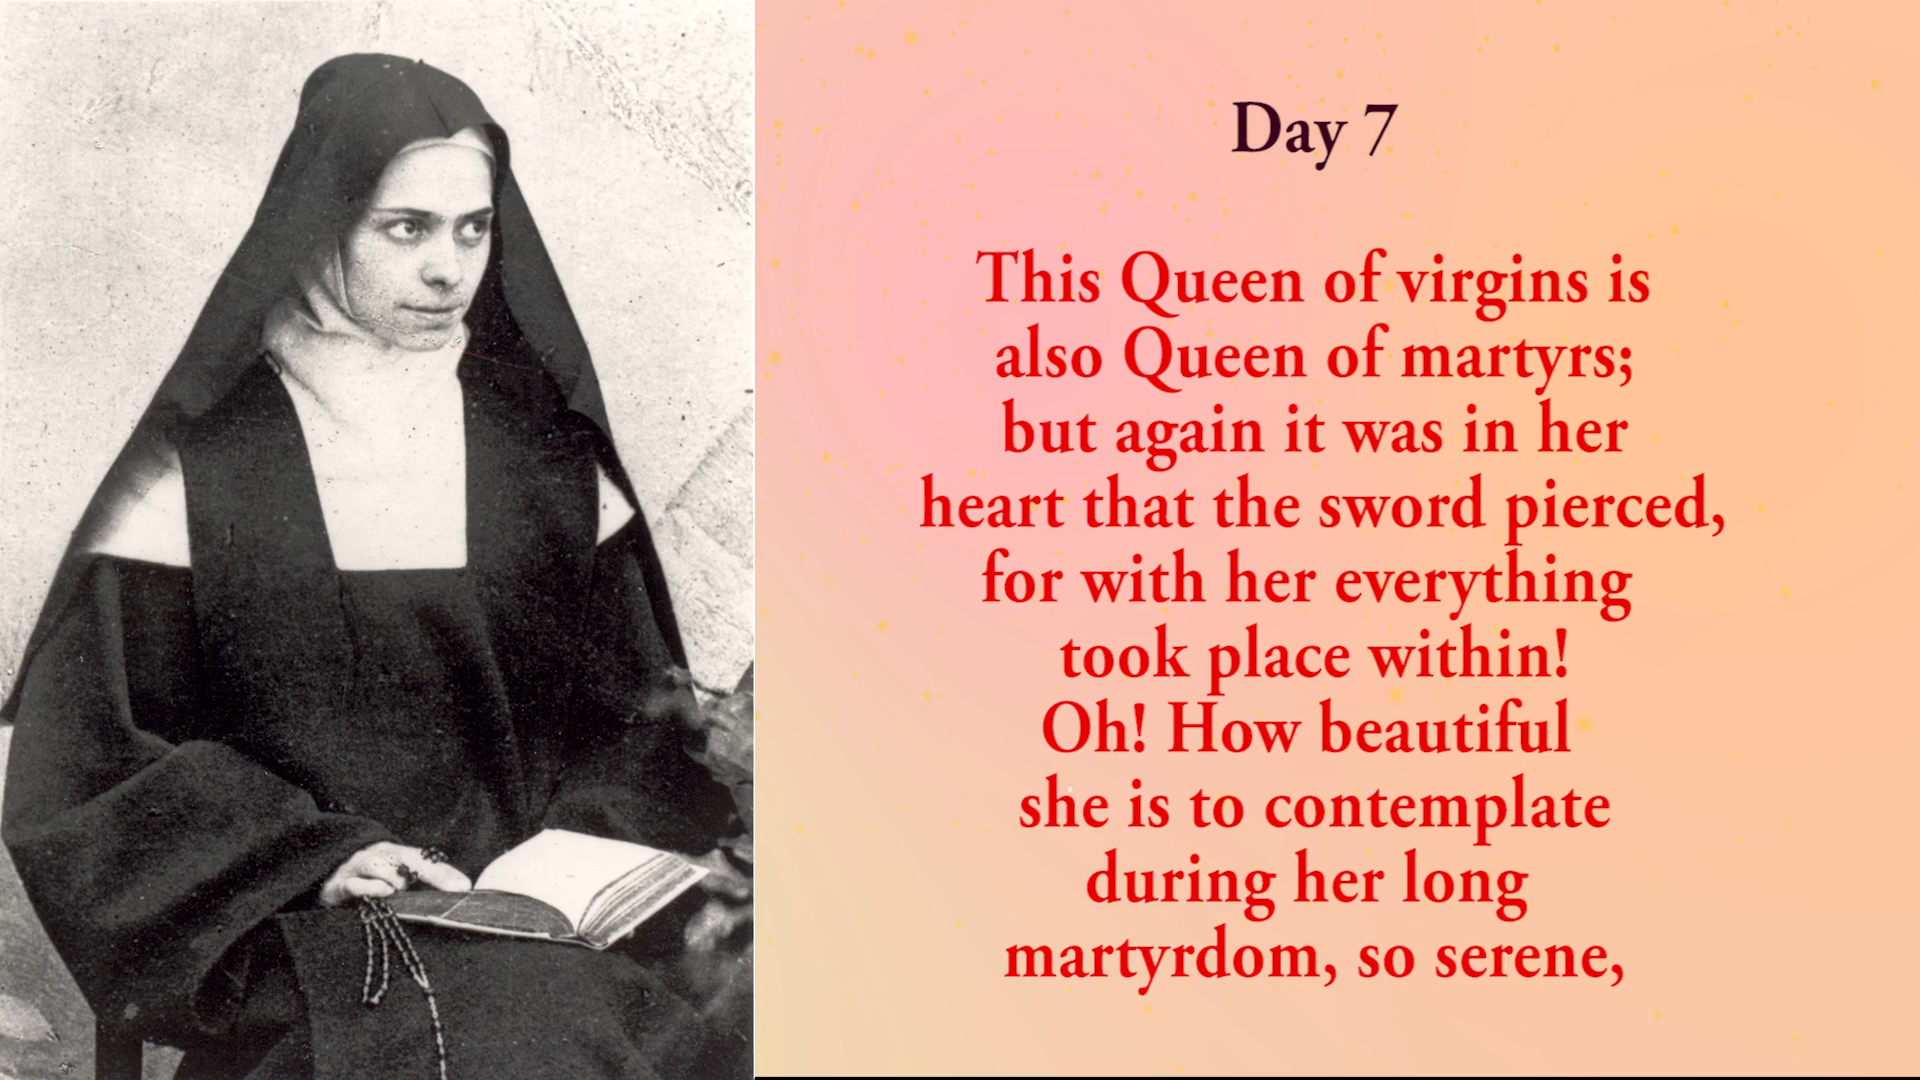 Day 7
This Queen of virgins is
also Queen of martyrs;
but again it was in her
heart that the sword pierced,
for with her everything
took place within!
Oh! How beautiful
she is to contemplate
during her long
martyrdom, so serene,